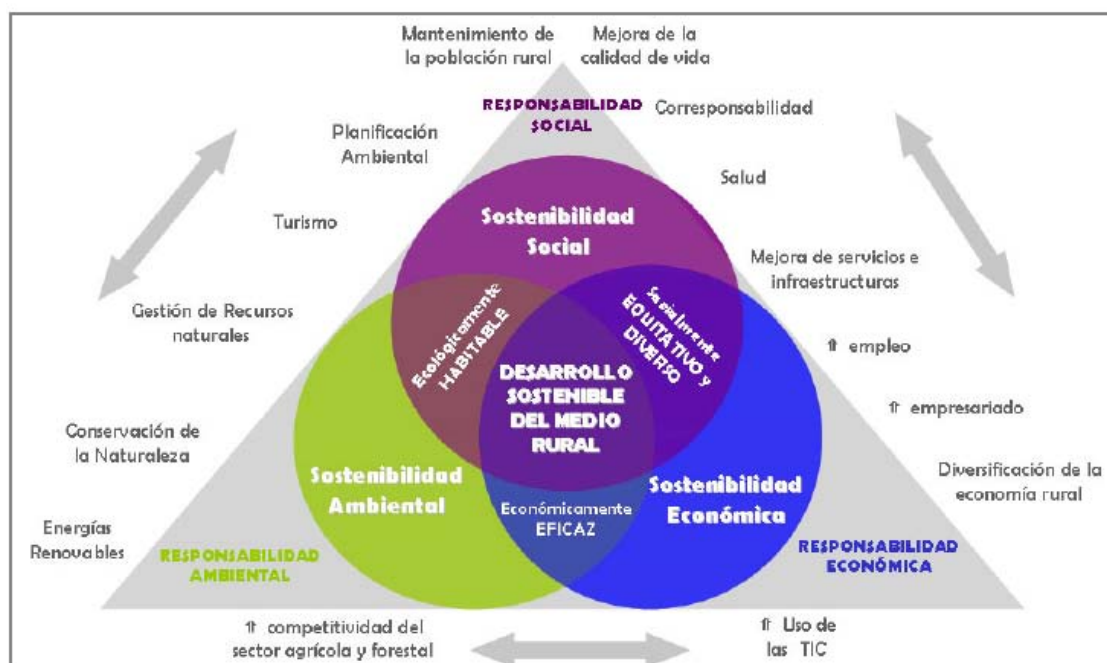 Mantenimiento de
la población rural
Mejora de la
calidad de vida
RESPONSABILIDAD
SOCIAL
Corresponsabilidad
Planificación
Ambiental
Salud
Turismo
Sostenibilidad
Social
Mejora de servicios e
infraestructuras
Gestión de Recursos
naturales
Ecológicamente
HABITABLE
Socialmente
EQUITATIVO y
DIVERSO
⇑ empleo
DESARROLLO
SOSTENIBLE
DEL MEDIO
RURAL
⇑ empresariado
Conservación de
la Naturaleza
Sostenibilidad
Ambiental
Sostenibilidad
Económica
Diversificación de la
economía rural
Económicamente
EFICAZ
Energías
Renovables
RESPONSABILIDAD
AMBIENTAL
RESPONSABILIDAD
ECONÓMICA
⇑ competitividad del
sector agrícola y forestal
⇑ Uso de
las TIC